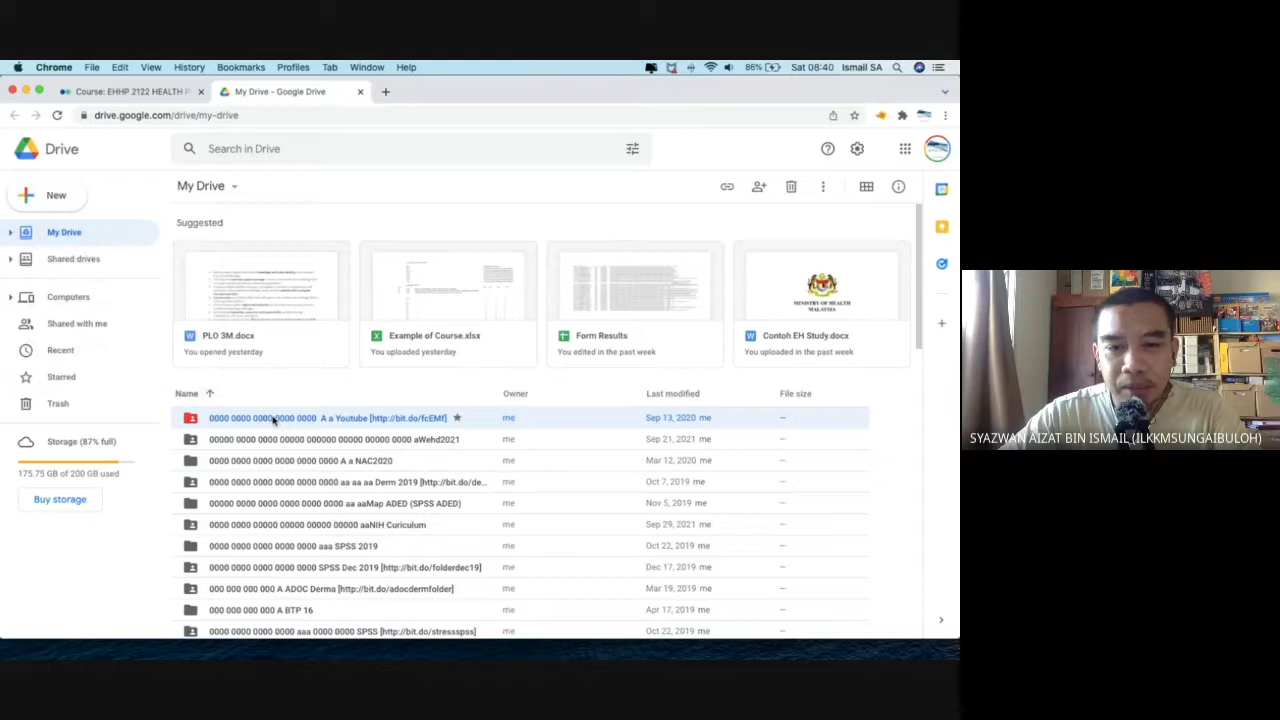 Chrome File Edit View History Bookmarks Profiles Tab Window Help 86% Sat 08:40 Ismail SA
Course: EHHP 2122 HEALTH P
My Drive - Google Drive
drive.google.com/drive/my-drive
Drive
Search in Drive
New
My Drive
Suggested
My Drive
Shared drives
Computers
Shared with me
Recent
Starred
Trash
Storage (87% full)
175.75 GB of 200 GB used
Buy storage
MINISTRY OF HEALTH
MALAYSIA
PLO 3M.docx
You opened yesterday
Example of Course.xlsx
You uploaded yesterday
Form Results
You edited in the past week
Contoh EH Study.docx
You uploaded in the past week
Name Owner Last modified File size
0000 0000 0000 0000 0000 A a Youtube [http://bit.do/fcEMf] me Sep 13, 2020 me –
00000 0000 0000 00000 000000 00000 00000 0000 aWehd2021 me Sep 21, 2021 me –
0000 0000 0000 0000 0000 0000 A a NAC2020 me Mar 12, 2020 me –
0000 0000 0000 0000 0000 0000 aa aa aa Derm 2019 [http://bit.do/de... me Oct 7, 2019 me –
00000 0000 0000 0000 0000 0000 aa aaMap ADED (SPSS ADED) me Nov 5, 2019 me –
0000 0000 00000 00000 00000 00000 aaNIH Curiculum me Sep 29, 2021 me –
0000 0000 0000 0000 0000 aaa SPSS 2019 me Oct 22, 2019 me –
0000 0000 0000 0000 0000 SPSS Dec 2019 [http://bit.do/folderdec19] me Dec 17, 2019 me –
000 000 000 000 A ADOC Derma [http://bit.do/adocdermfolder] me Mar 19, 2020 me –
000 000 000 000 A BTP 16 me Apr 17, 2019 me –
0000 0000 0000 0000 aaa 0000 0000 SPSS [http://bit.do/stressspss] me Oct 22, 2019 me –
SYAZWAN AIZAT BIN ISMAIL (ILKKMSUNGAIBULOH)